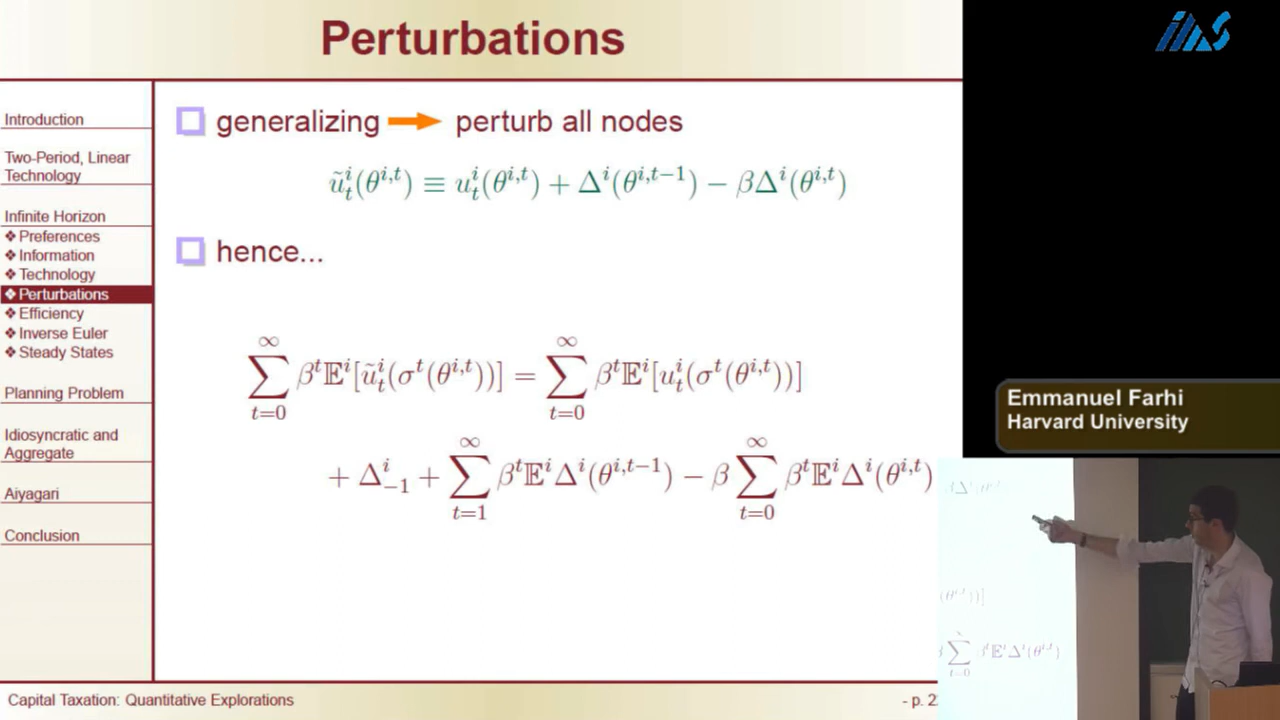 Perturbations
Introduction
Two-Period, Linear
Technology
Infinite Horizon
❖ Preferences
❖ Information
❖ Technology
❖ Perturbations
❖ Efficiency
❖ Inverse Euler
❖ Steady States
Planning Problem
Idiosyncratic and
Aggregate
Aiyagari
Conclusion
generalizing → perturb all nodes
ũ^i_t(θ^{i,t}) ≡ u^i_t(θ^{i,t}) + Δ^i(θ^{i,t−1}) − βΔ^i(θ^{i,t})
hence...
∑_{t=0}^{∞} β^t 𝔼^i[ũ^i_t(σ^t(θ^{i,t}))] = ∑_{t=0}^{∞} β^t 𝔼^i[u^i_t(σ^t(θ^{i,t}))]
+ Δ^i_{−1} + ∑_{t=1}^{∞} β^t 𝔼^i Δ^i(θ^{i,t−1}) − β ∑_{t=0}^{∞} β^t 𝔼^i Δ^i(θ^{i,t})
Capital Taxation: Quantitative Explorations
- p. 2
Emmanuel Farhi
Harvard University
∑_{t=0} β^t 𝔼^i Δ^i(θ^{i,t})